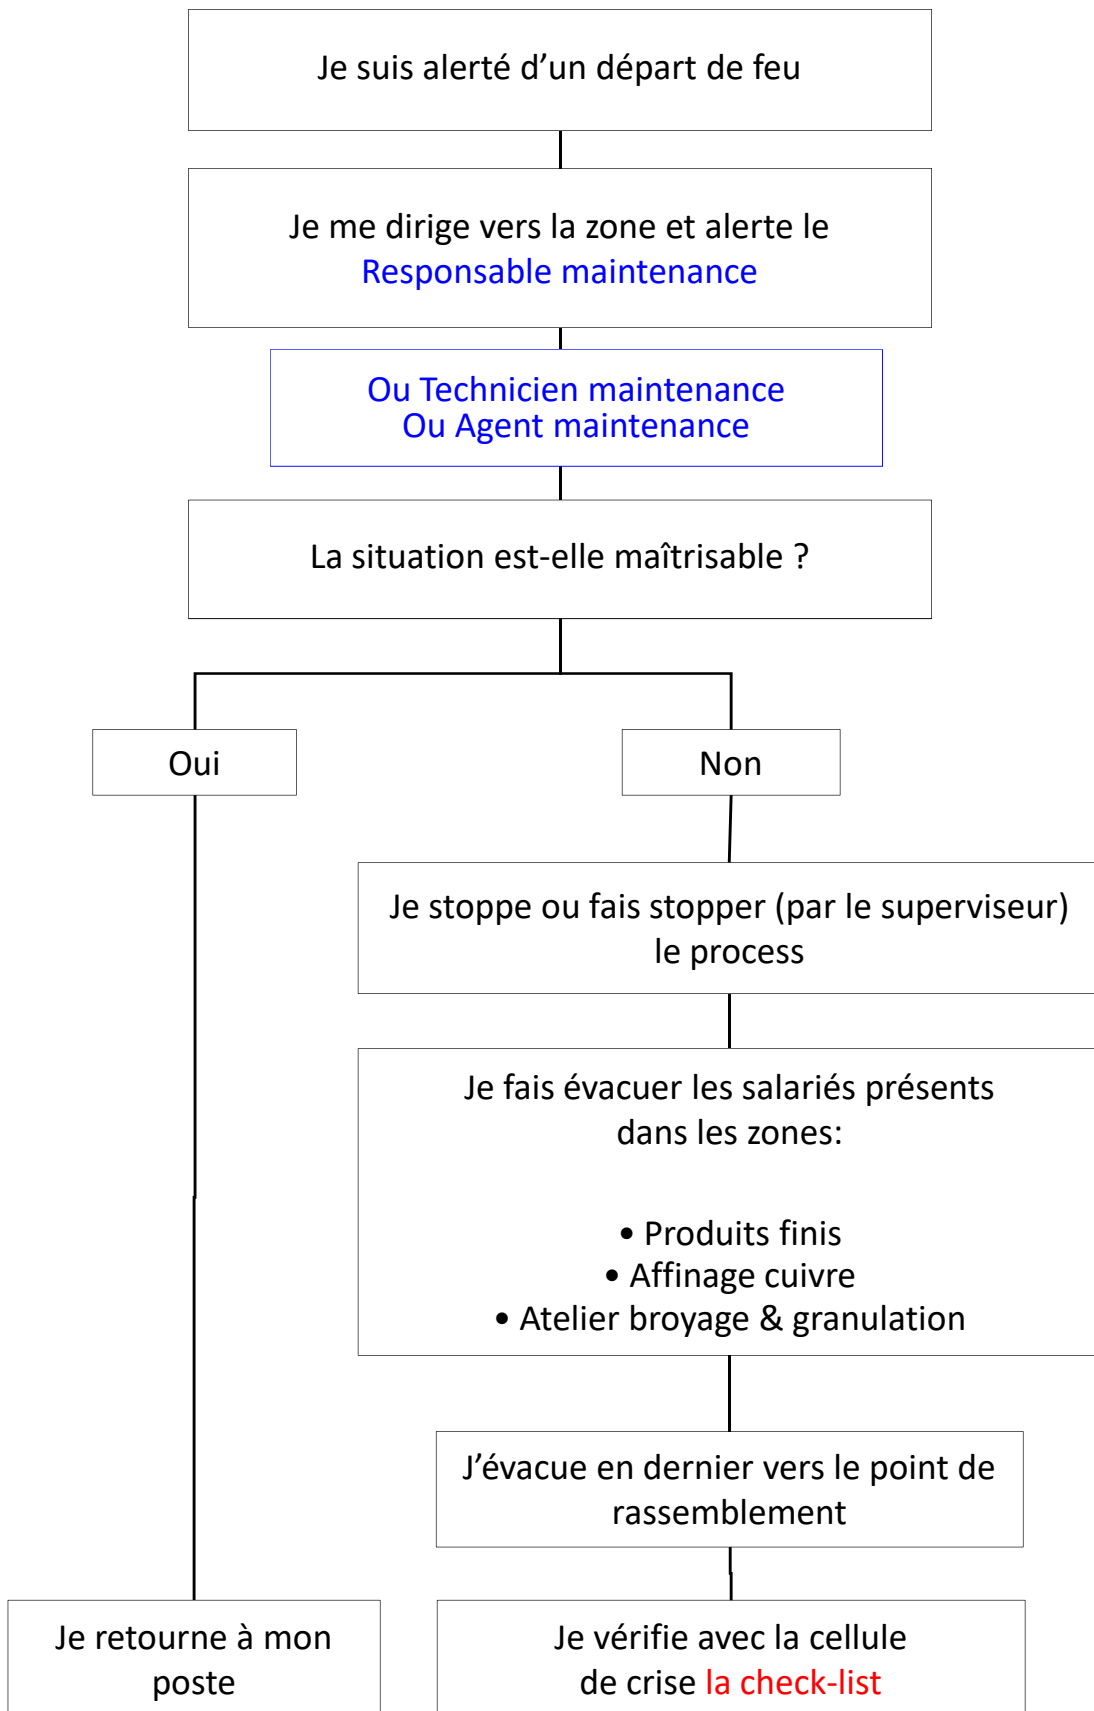 Je suis alerté d’un départ de feu
Je me dirige vers la zone et alerte le
Responsable maintenance
Ou Technicien maintenance
Ou Agent maintenance
La situation est-elle maîtrisable ?
Oui
Non
Je stoppe ou fais stopper (par le superviseur)
le process
Je fais évacuer les salariés présents
dans les zones:
• Produits finis
• Affinage cuivre
• Atelier broyage & granulation
J’évacue en dernier vers le point de
rassemblement
Je retourne à mon
poste
Je vérifie avec la cellule
de crise la check-list